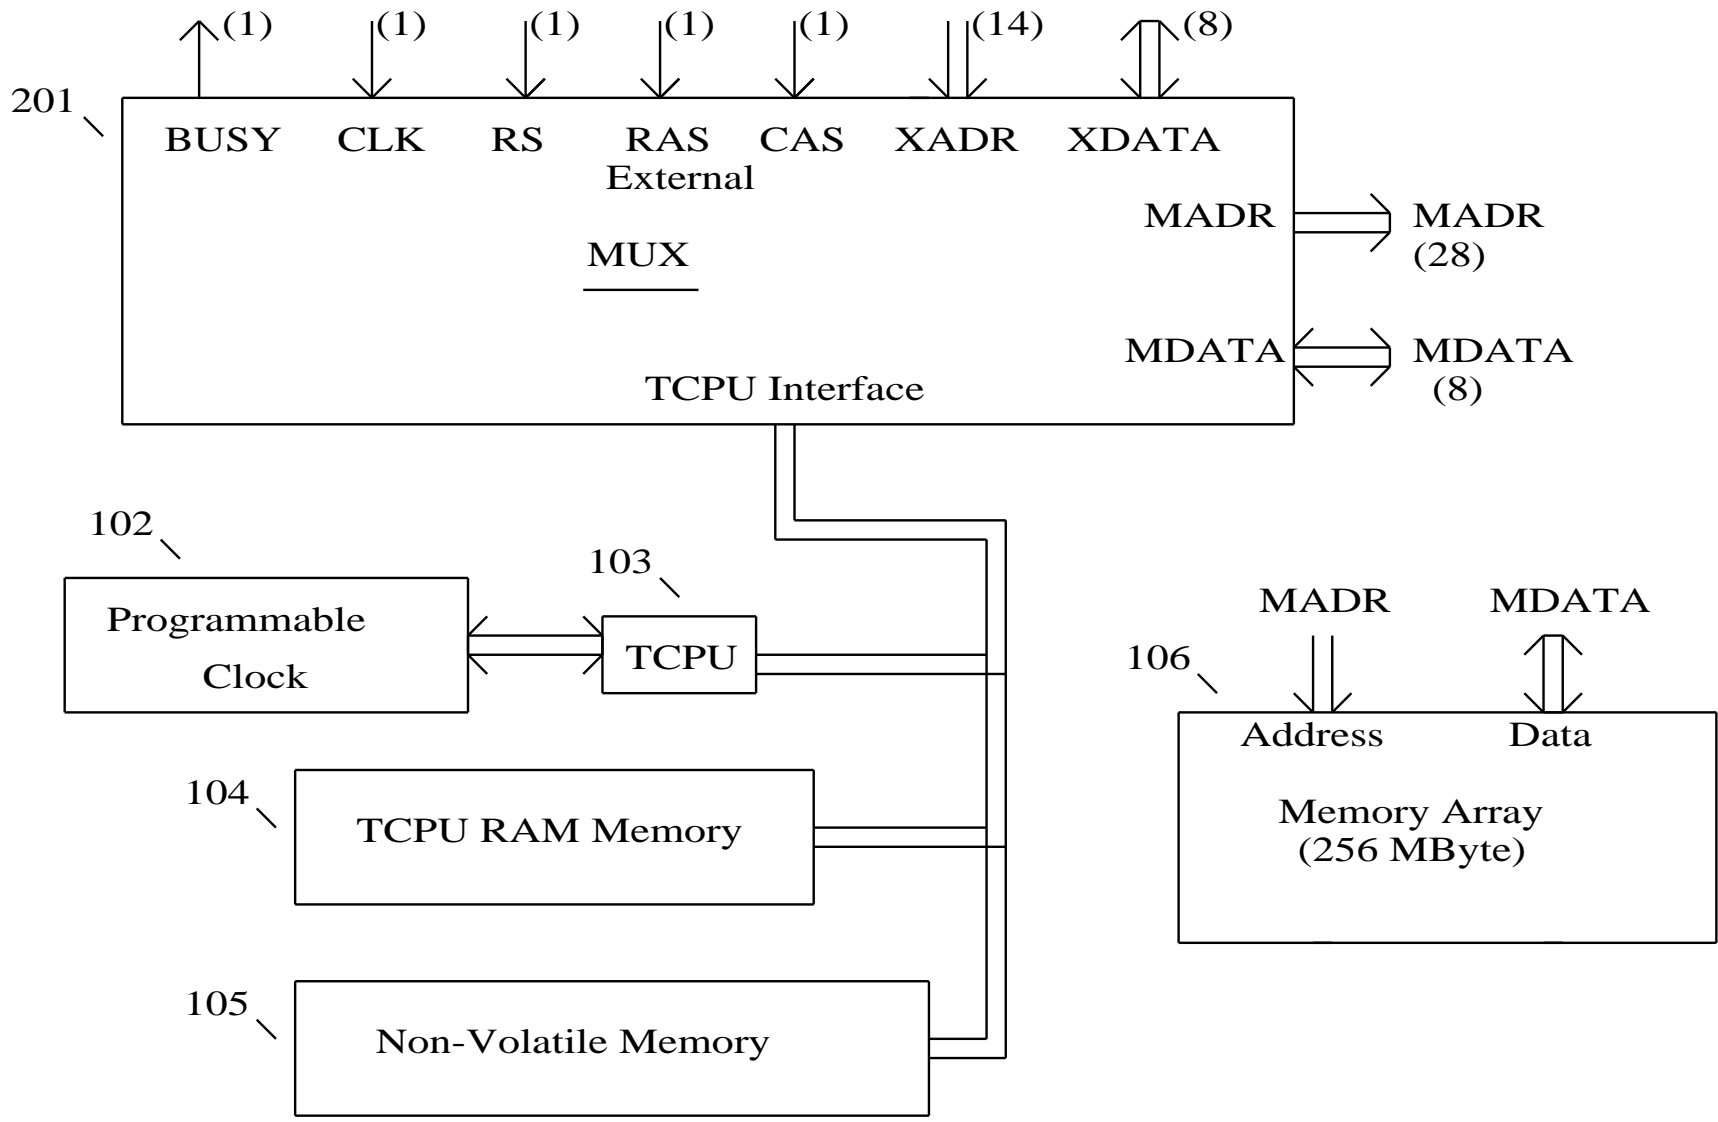 (1) (1) (1) (1) (1) (14) (8)
201
BUSY CLK RS RAS CAS XADR XDATA
External
MADR MADR
(28)
MUX
MDATA MDATA
(8)
TCPU Interface
102
103
Programmable
Clock
TCPU
MADR MDATA
106
Address Data
Memory Array
(256 MByte)
104
TCPU RAM Memory
105
Non-Volatile Memory